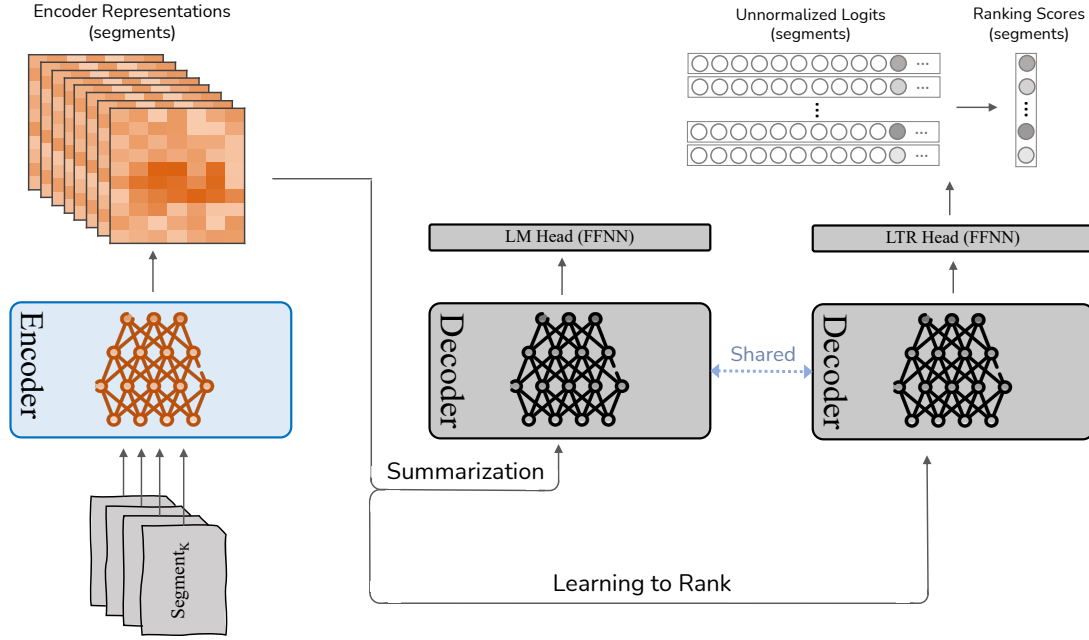 Encoder Representations
(segments)
Unnormalized Logits
(segments)
Ranking Scores
(segments)
...
...
...
...
LM Head (FFNN)
LTR Head (FFNN)
Encoder
Decoder
Shared
Decoder
Summarization
Segment_K
Learning to Rank